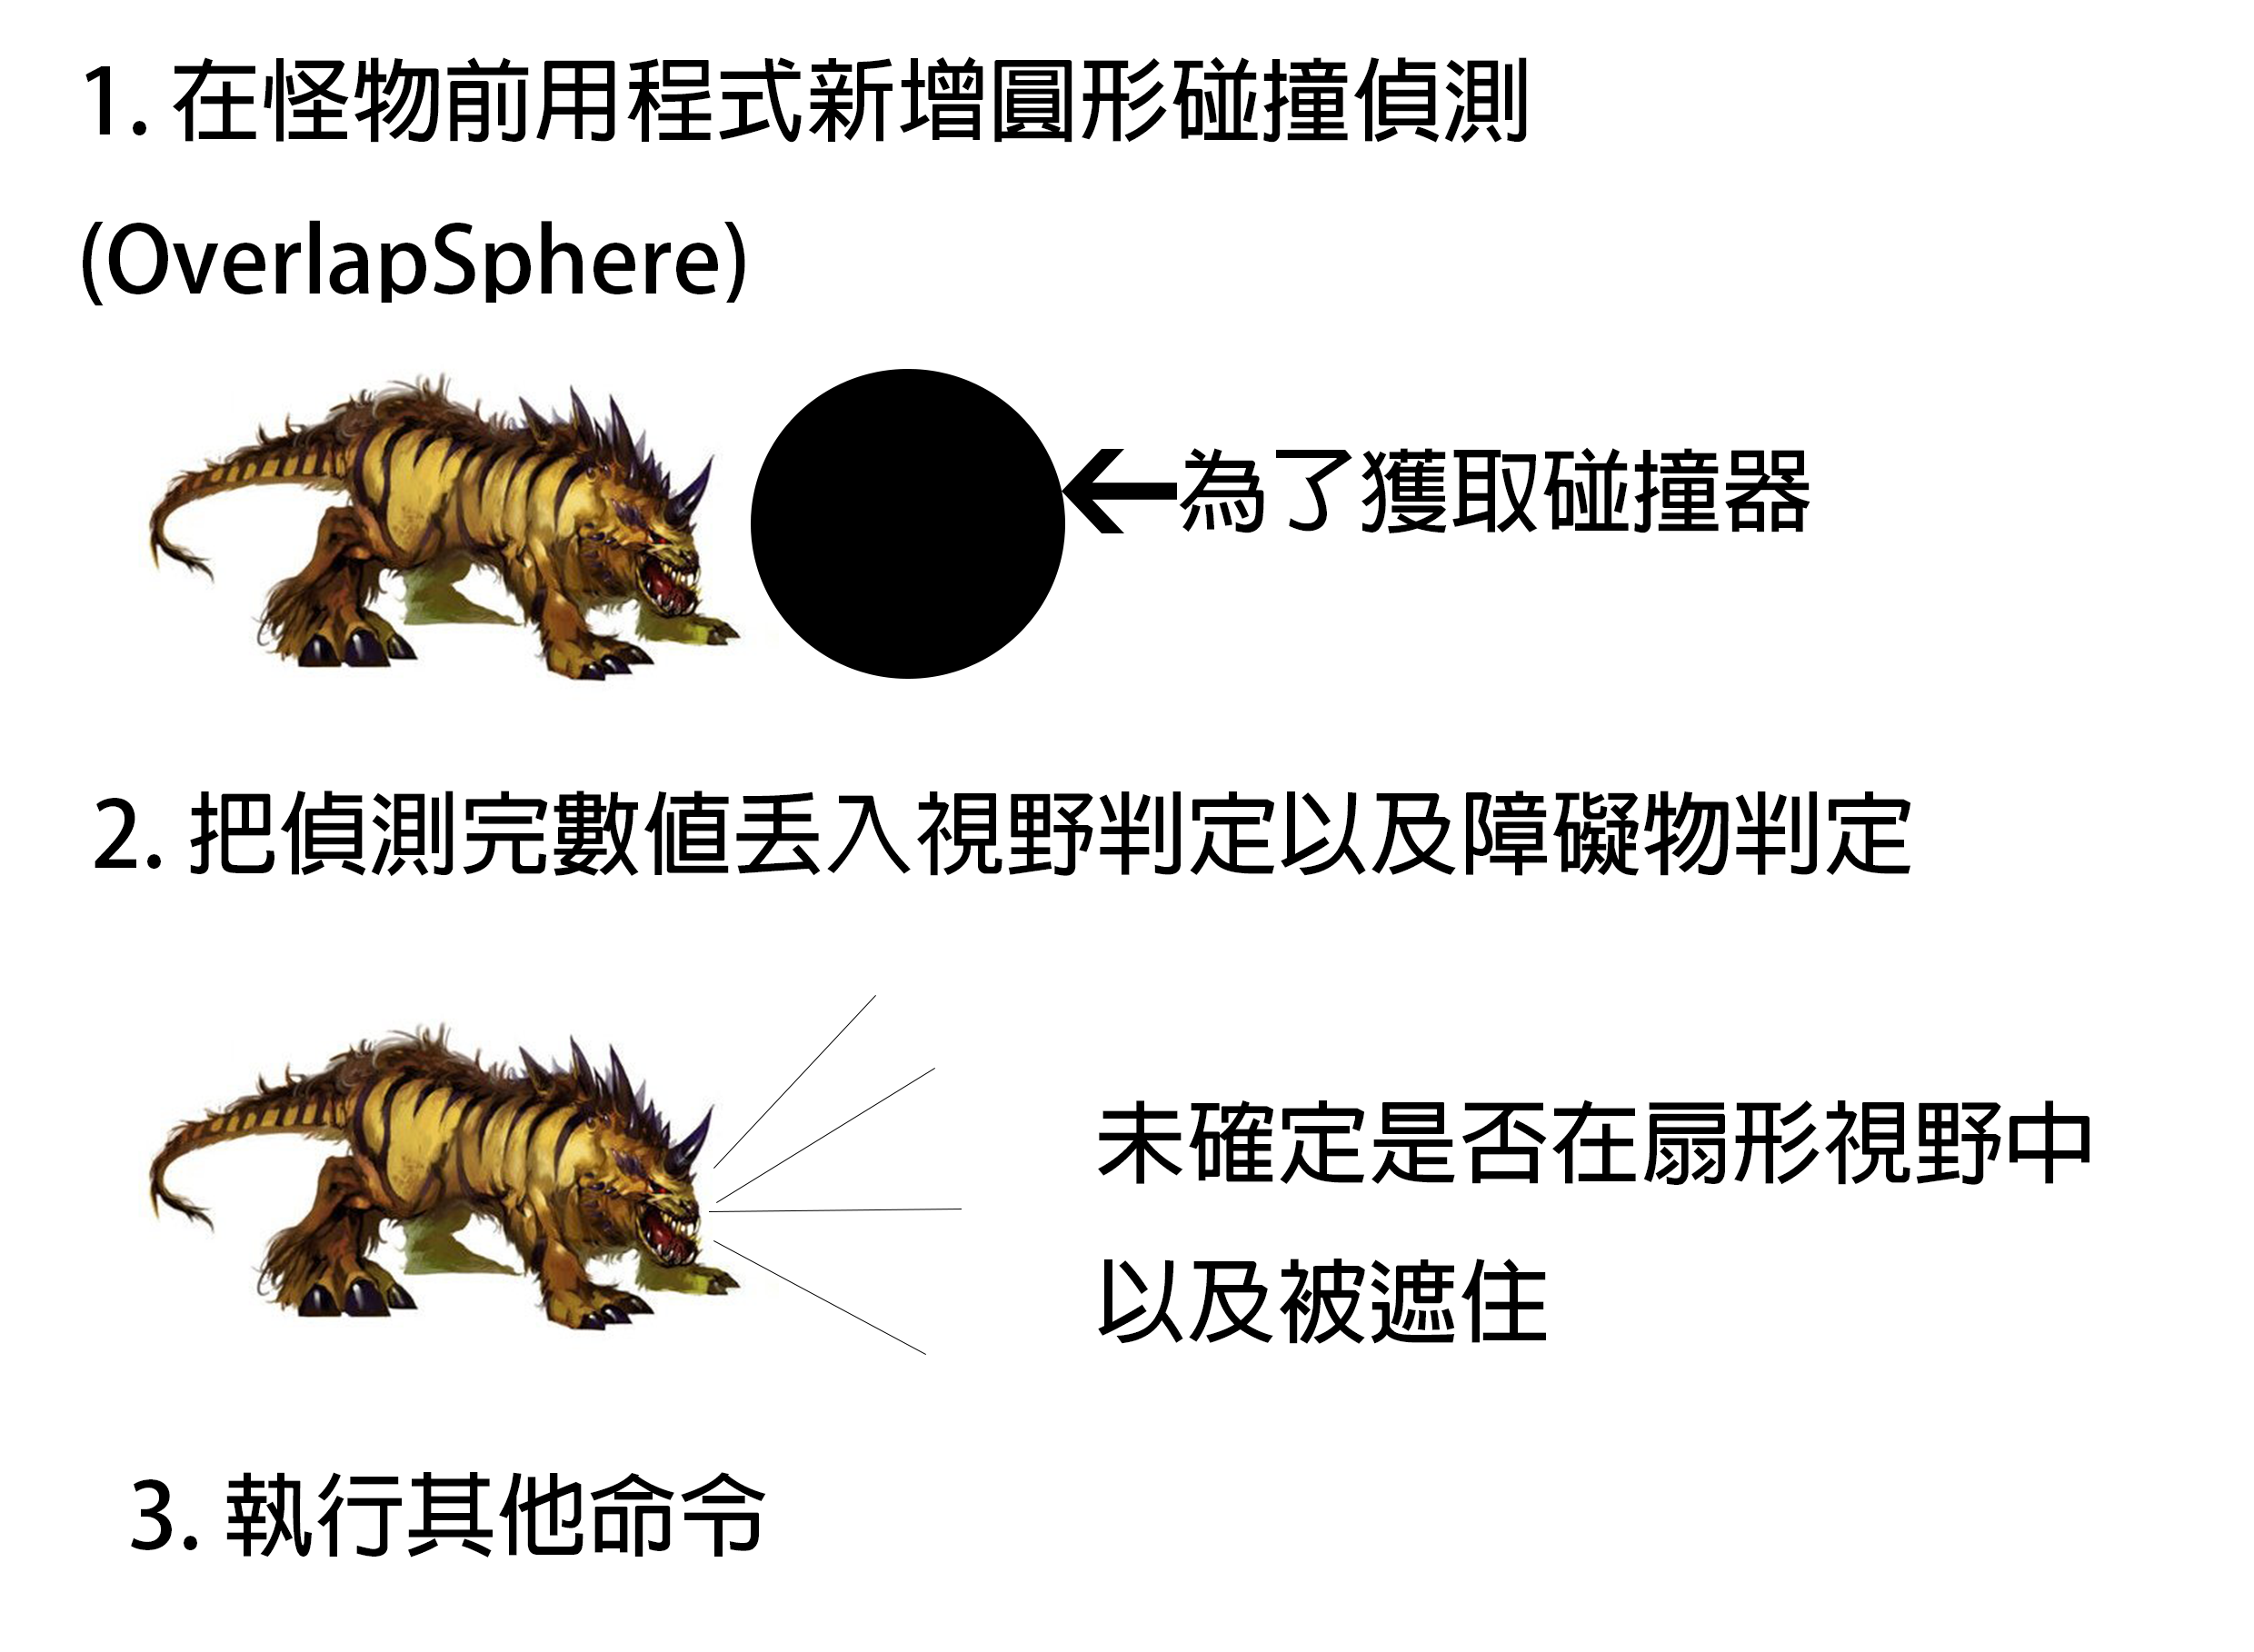 1. 在怪物前用程式新增圓形碰撞偵測
(OverlapSphere)
為了獲取碰撞器
2. 把偵測完數值丟入視野判定以及障礙物判定
未確定是否在扇形視野中
以及被遮住
3. 執行其他命令